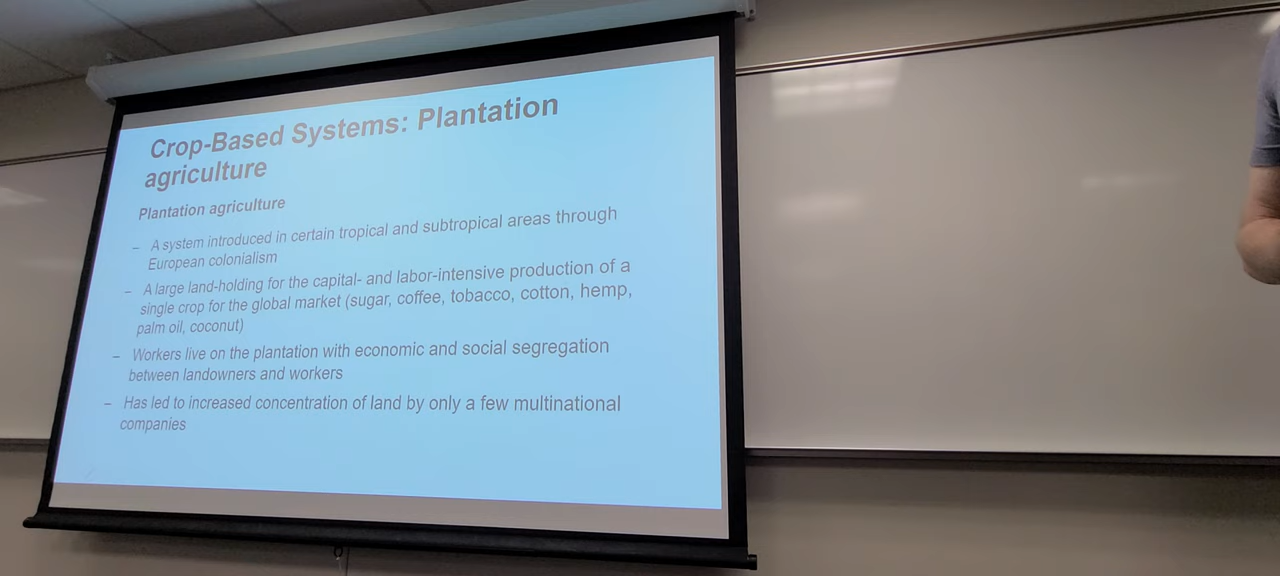 Crop-Based Systems: Plantation
agriculture
Plantation agriculture
– A system introduced in certain tropical and subtropical areas through
European colonialism
– A large land-holding for the capital- and labor-intensive production of a
single crop for the global market (sugar, coffee, tobacco, cotton, hemp,
palm oil, coconut)
– Workers live on the plantation with economic and social segregation
between landowners and workers
– Has led to increased concentration of land by only a few multinational
companies